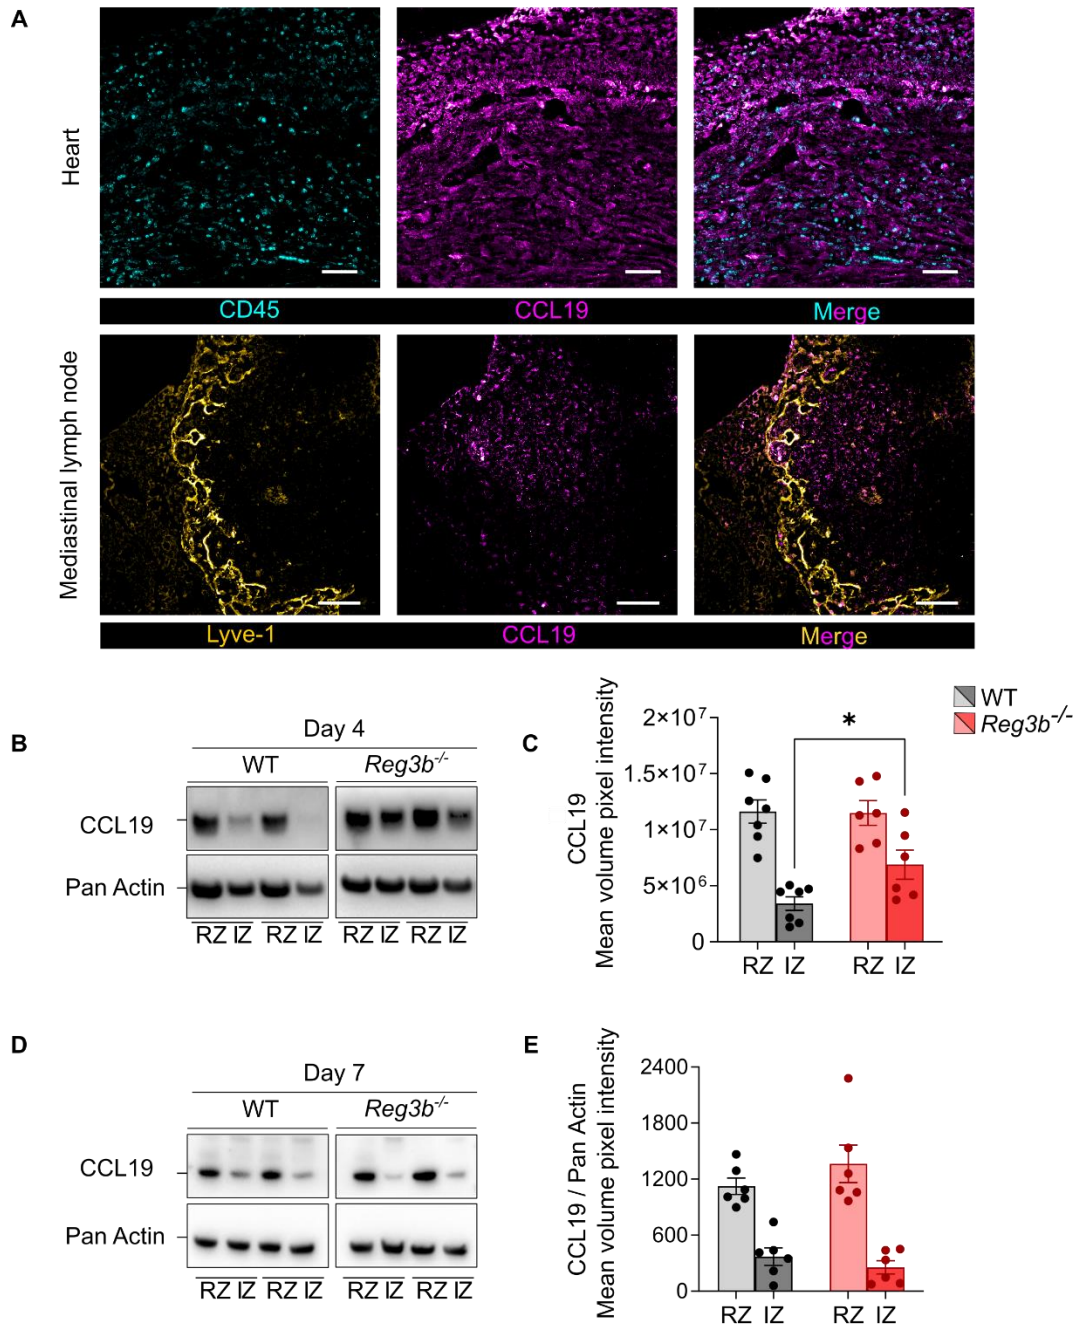 A
Heart
CD45 CCL19 Merge
Mediastinal lymph node
Lyve-1 CCL19 Merge
B
Day 4
WT Reg3b-/-
CCL19
Pan Actin
RZ IZ RZ IZ RZ IZ RZ IZ
C
WT
Reg3b-/-
CCL19
Mean volume pixel intensity
2×10⁷
1.5×10⁷
1×10⁷
5×10⁶
0
*
RZ IZ RZ IZ
D
Day 7
WT Reg3b-/-
CCL19
Pan Actin
RZ IZ RZ IZ RZ IZ RZ IZ
E
CCL19 / Pan Actin
Mean volume pixel intensity
2400
1800
1200
600
0
RZ IZ RZ IZ